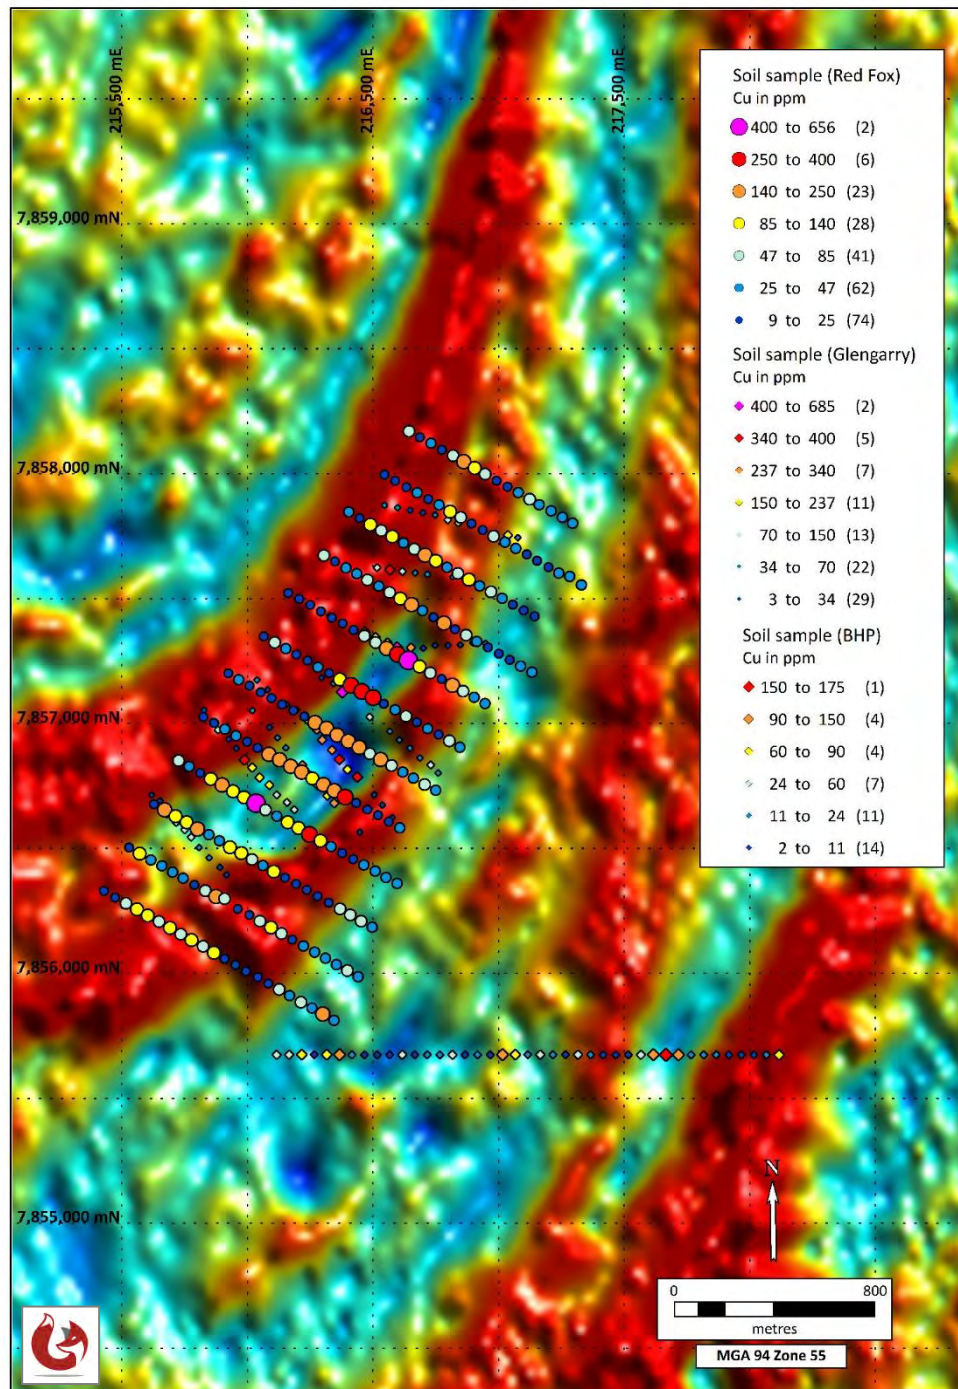 215,500 mE
216,500 mE
217,500 mE
7,859,000 mN
7,858,000 mN
7,857,000 mN
7,856,000 mN
7,855,000 mN
Soil sample (Red Fox)
Cu in ppm
400 to 656 (2)
250 to 400 (6)
140 to 250 (23)
85 to 140 (28)
47 to 85 (41)
25 to 47 (62)
9 to 25 (74)
Soil sample (Glengarry)
Cu in ppm
400 to 685 (2)
340 to 400 (5)
237 to 340 (7)
150 to 237 (11)
70 to 150 (13)
34 to 70 (22)
3 to 34 (29)
Soil sample (BHP)
Cu in ppm
150 to 175 (1)
90 to 150 (4)
60 to 90 (4)
24 to 60 (7)
11 to 24 (11)
2 to 11 (14)
N
0 800
metres
MGA 94 Zone 55